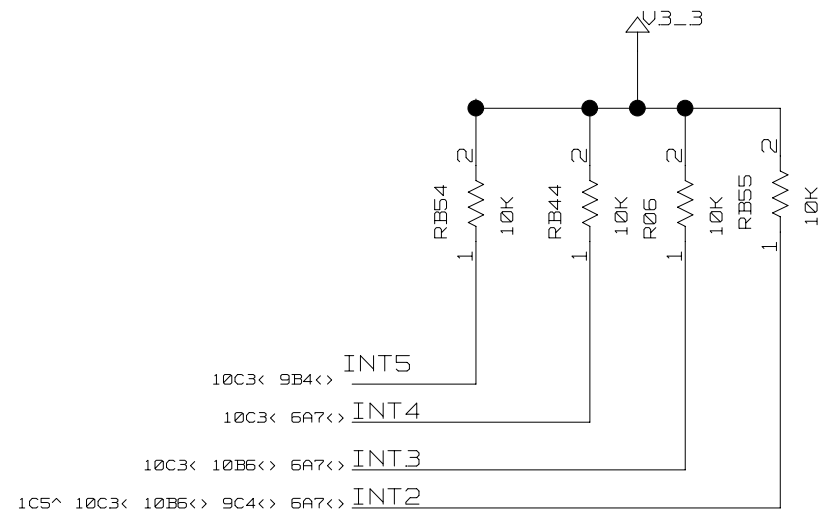 V3_3
2 2 2 2
RB54 10K RB44 10K R06 10K RB55 10K
1 1 1 1
INT5
10C3< 9B4<>
10C3< 6A7<> INT4
10C3< 10B6<> 6A7<> INT3
1C5^ 10C3< 10B6<> 9C4<> 6A7<> INT2